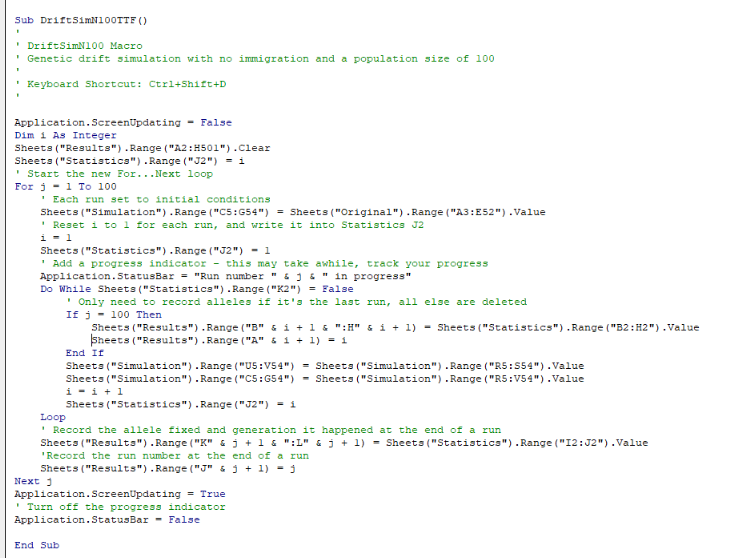 Sub DriftSimN100TTF()
'
' DriftSimN100 Macro
' Genetic drift simulation with no immigration and a population size of 100
'
' Keyboard Shortcut: Ctrl+Shift+D
'
Application.ScreenUpdating = False
Dim i As Integer
Sheets("Results").Range("A2:H501").Clear
Sheets("Statistics").Range("J2") = i
' Start the new For...Next loop
For j = 1 To 100
    ' Each run set to initial conditions
    Sheets("Simulation").Range("C5:G54") = Sheets("Original").Range("A3:E52").Value
    ' Reset i to 1 for each run, and write it into Statistics J2
    i = 1
    Sheets("Statistics").Range("J2") = 1
    ' Add a progress indicator - this may take awhile, track your progress
    Application.StatusBar = "Run number " & j & " in progress"
    Do While Sheets("Statistics").Range("K2") = False
        ' Only need to record alleles if it's the last run, all else are deleted
        If j = 100 Then
            Sheets("Results").Range("B" & i + 1 & ":H" & i + 1) = Sheets("Statistics").Range("B2:H2").Value
            Sheets("Results").Range("A" & i + 1) = i
        End If
        Sheets("Simulation").Range("U5:V54") = Sheets("Simulation").Range("R5:S54").Value
        Sheets("Simulation").Range("C5:G54") = Sheets("Simulation").Range("R5:V54").Value
        i = i + 1
        Sheets("Statistics").Range("J2") = i
    Loop
    ' Record the allele fixed and generation it happened at the end of a run
    Sheets("Results").Range("K" & j + 1 & ":L" & j + 1) = Sheets("Statistics").Range("I2:J2").Value
    'Record the run number at the end of a run
    Sheets("Results").Range("J" & j + 1) = j
Next j
Application.ScreenUpdating = True
' Turn off the progress indicator
Application.StatusBar = False
End Sub